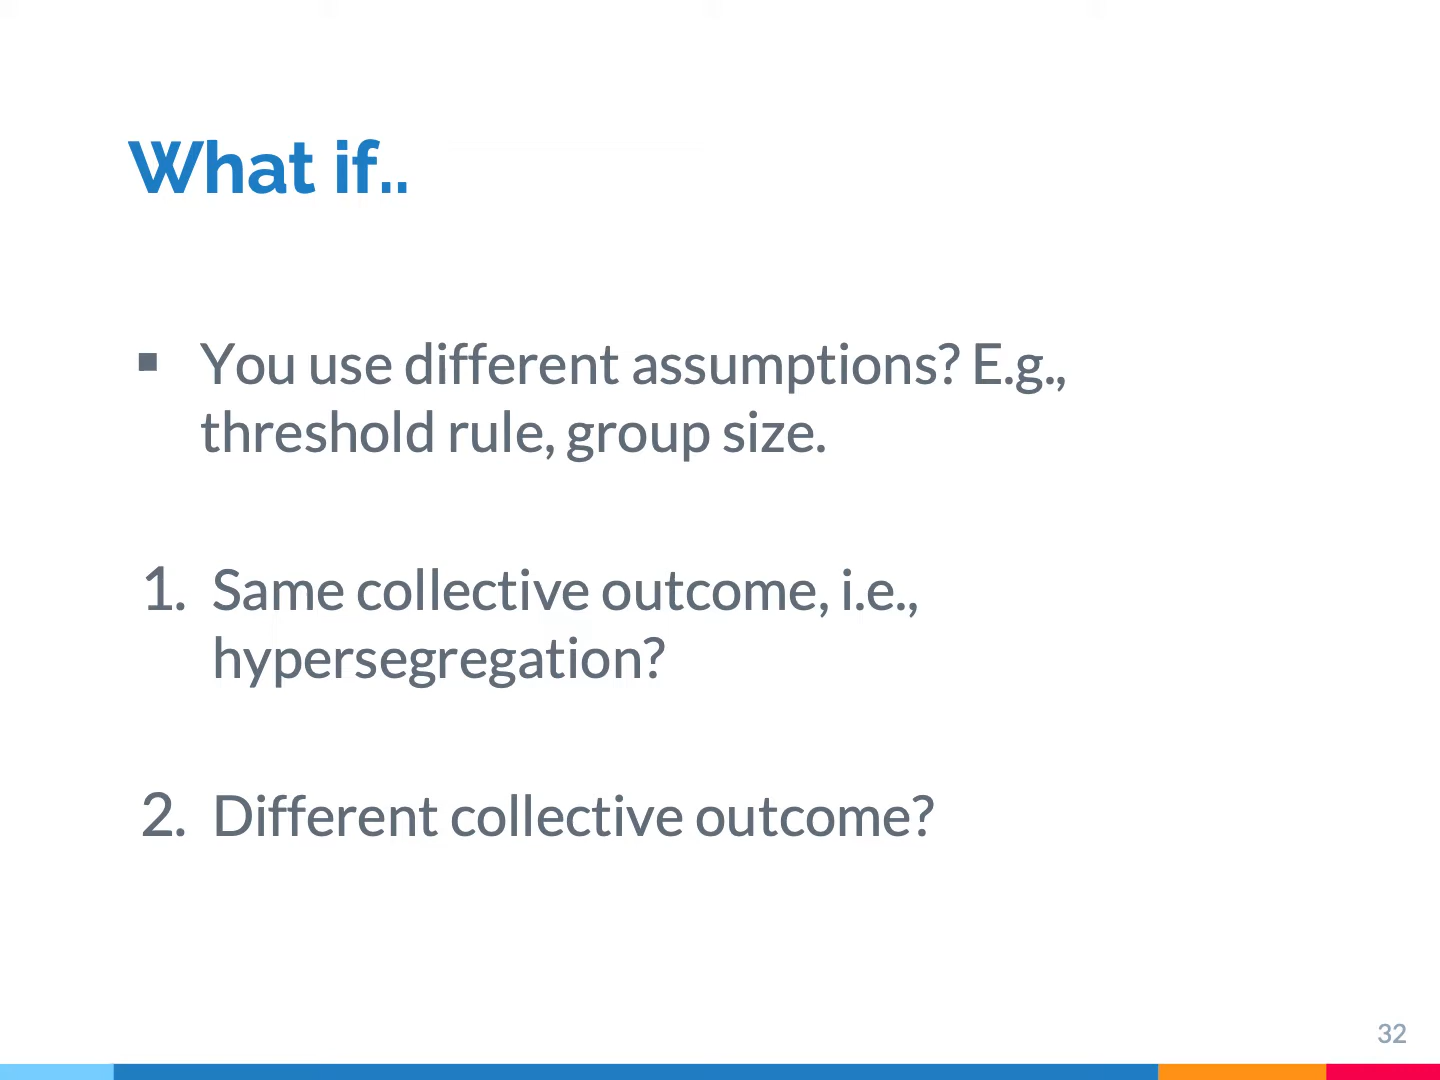 What if..
▪ You use different assumptions? E.g.,
threshold rule, group size.
1. Same collective outcome, i.e.,
hypersegregation?
2. Different collective outcome?
32